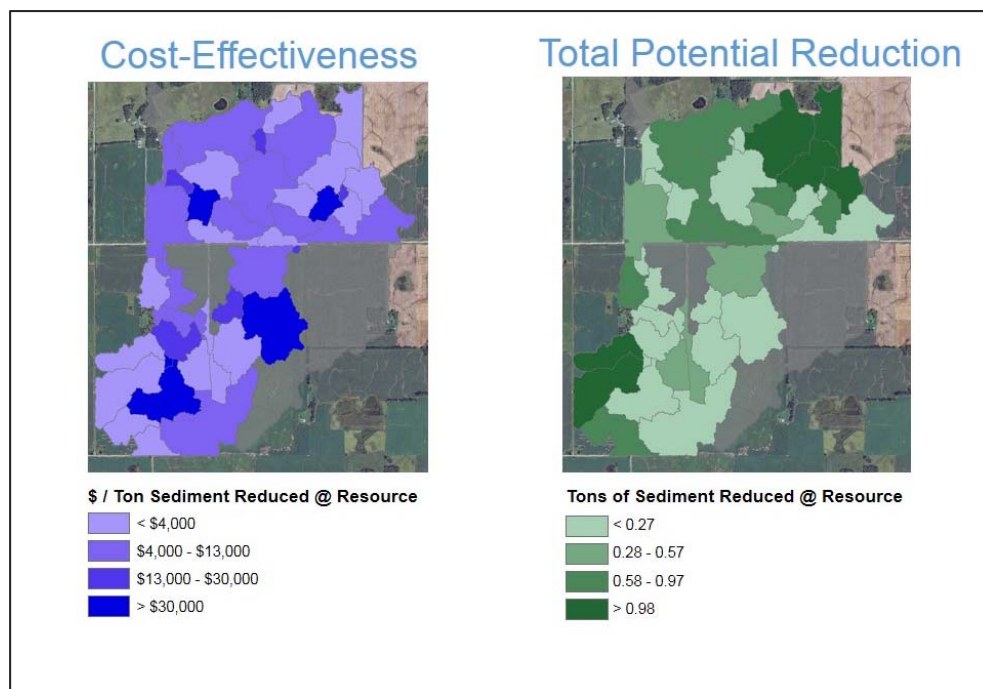 Cost-Effectiveness
Total Potential Reduction
$ / Ton Sediment Reduced @ Resource
< $4,000
$4,000 - $13,000
$13,000 - $30,000
> $30,000
Tons of Sediment Reduced @ Resource
< 0.27
0.28 - 0.57
0.58 - 0.97
> 0.98